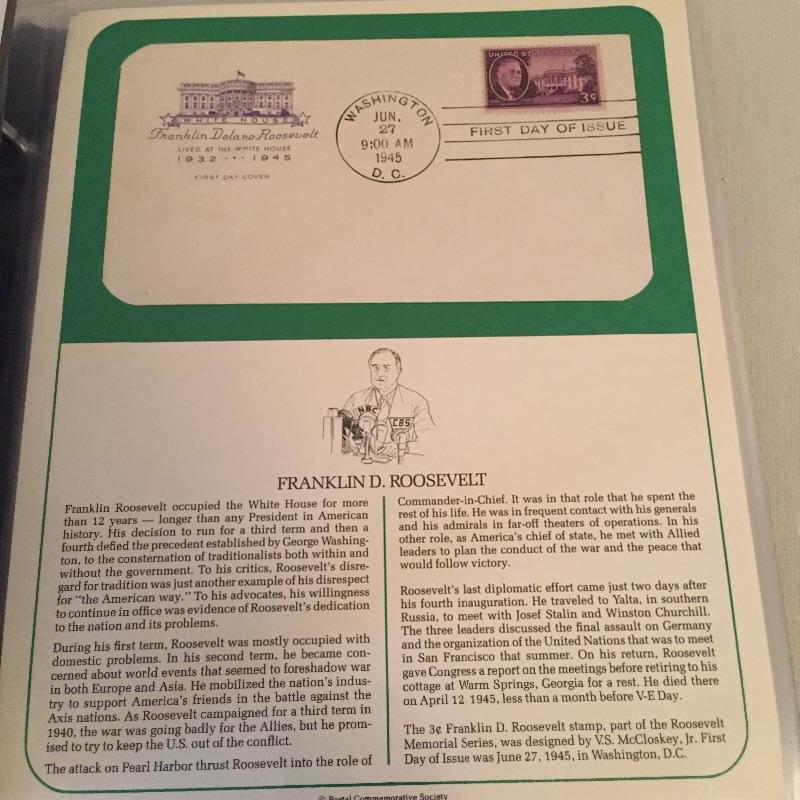 WHITE HOUSE
Franklin Delano Roosevelt
LIVED AT THE WHITE HOUSE
1932 ··· 1945
FIRST DAY COVER
WASHINGTON
JUN.
27
9:00 AM
1945
D. C.
UNITED STATES POSTAGE
3¢
FIRST DAY OF ISSUE
NBC
CBS
FRANKLIN D. ROOSEVELT
Franklin Roosevelt occupied the White House for more
than 12 years — longer than any President in American
history. His decision to run for a third term and then a
fourth defied the precedent established by George Washing-
ton, to the consternation of traditionalists both within and
without the government. To his critics, Roosevelt's disre-
gard for tradition was just another example of his disrespect
for "the American way." To his advocates, his willingness
to continue in office was evidence of Roosevelt's dedication
to the nation and its problems.
During his first term, Roosevelt was mostly occupied with
domestic problems. In his second term, he became con-
cerned about world events that seemed to foreshadow war
in both Europe and Asia. He mobilized the nation's indus-
try to support America's friends in the battle against the
Axis nations. As Roosevelt campaigned for a third term in
1940, the war was going badly for the Allies, but he prom-
ised to try to keep the U.S. out of the conflict.
The attack on Pearl Harbor thrust Roosevelt into the role of
Commander-in-Chief. It was in that role that he spent the
rest of his life. He was in frequent contact with his generals
and his admirals in far-off theaters of operations. In his
other role, as America's chief of state, he met with Allied
leaders to plan the conduct of the war and the peace that
would follow victory.
Roosevelt's last diplomatic effort came just two days after
his fourth inauguration. He traveled to Yalta, in southern
Russia, to meet with Josef Stalin and Winston Churchill.
The three leaders discussed the final assault on Germany
and the organization of the United Nations that was to meet
in San Francisco that summer. On his return, Roosevelt
gave Congress a report on the meetings before retiring to his
cottage at Warm Springs, Georgia for a rest. He died there
on April 12 1945, less than a month before V-E Day.
The 3¢ Franklin D. Roosevelt stamp, part of the Roosevelt
Memorial Series, was designed by V.S. McCloskey, Jr. First
Day of Issue was June 27, 1945, in Washington, D.C.
© Postal Commemorative Society